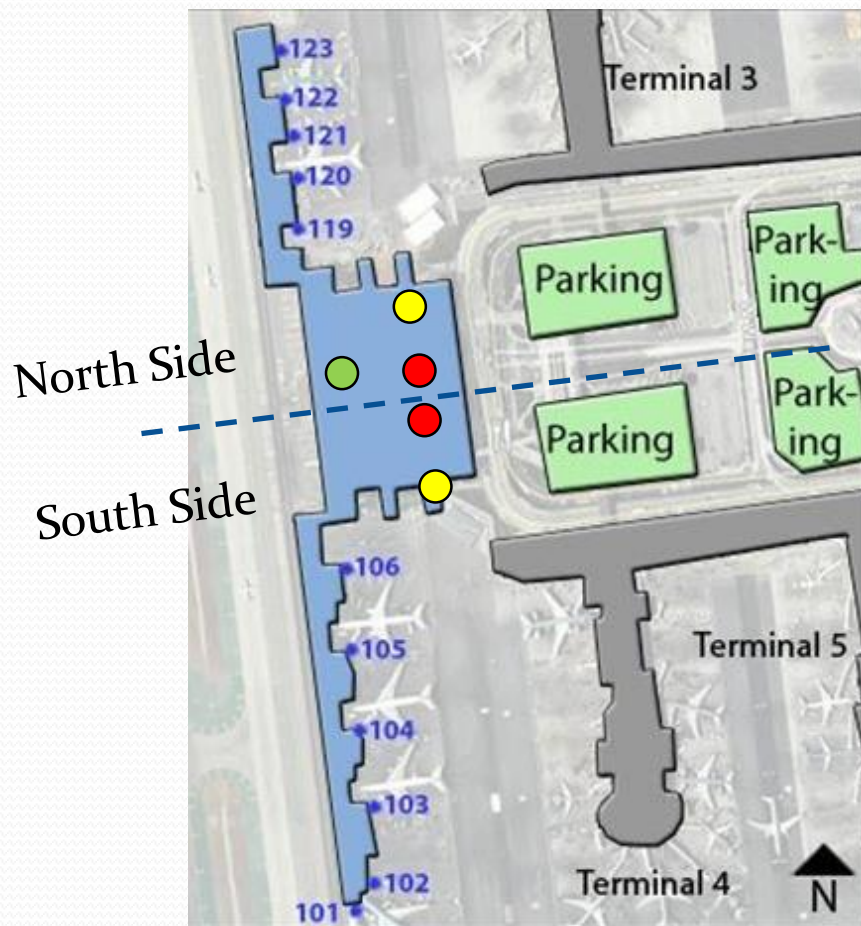 123
122
Terminal 3
121
120
119
Park-
ing
Parking
North Side
Park-
ing
Parking
South Side
106
105
Terminal 5
104
103
102
Terminal 4
101
N